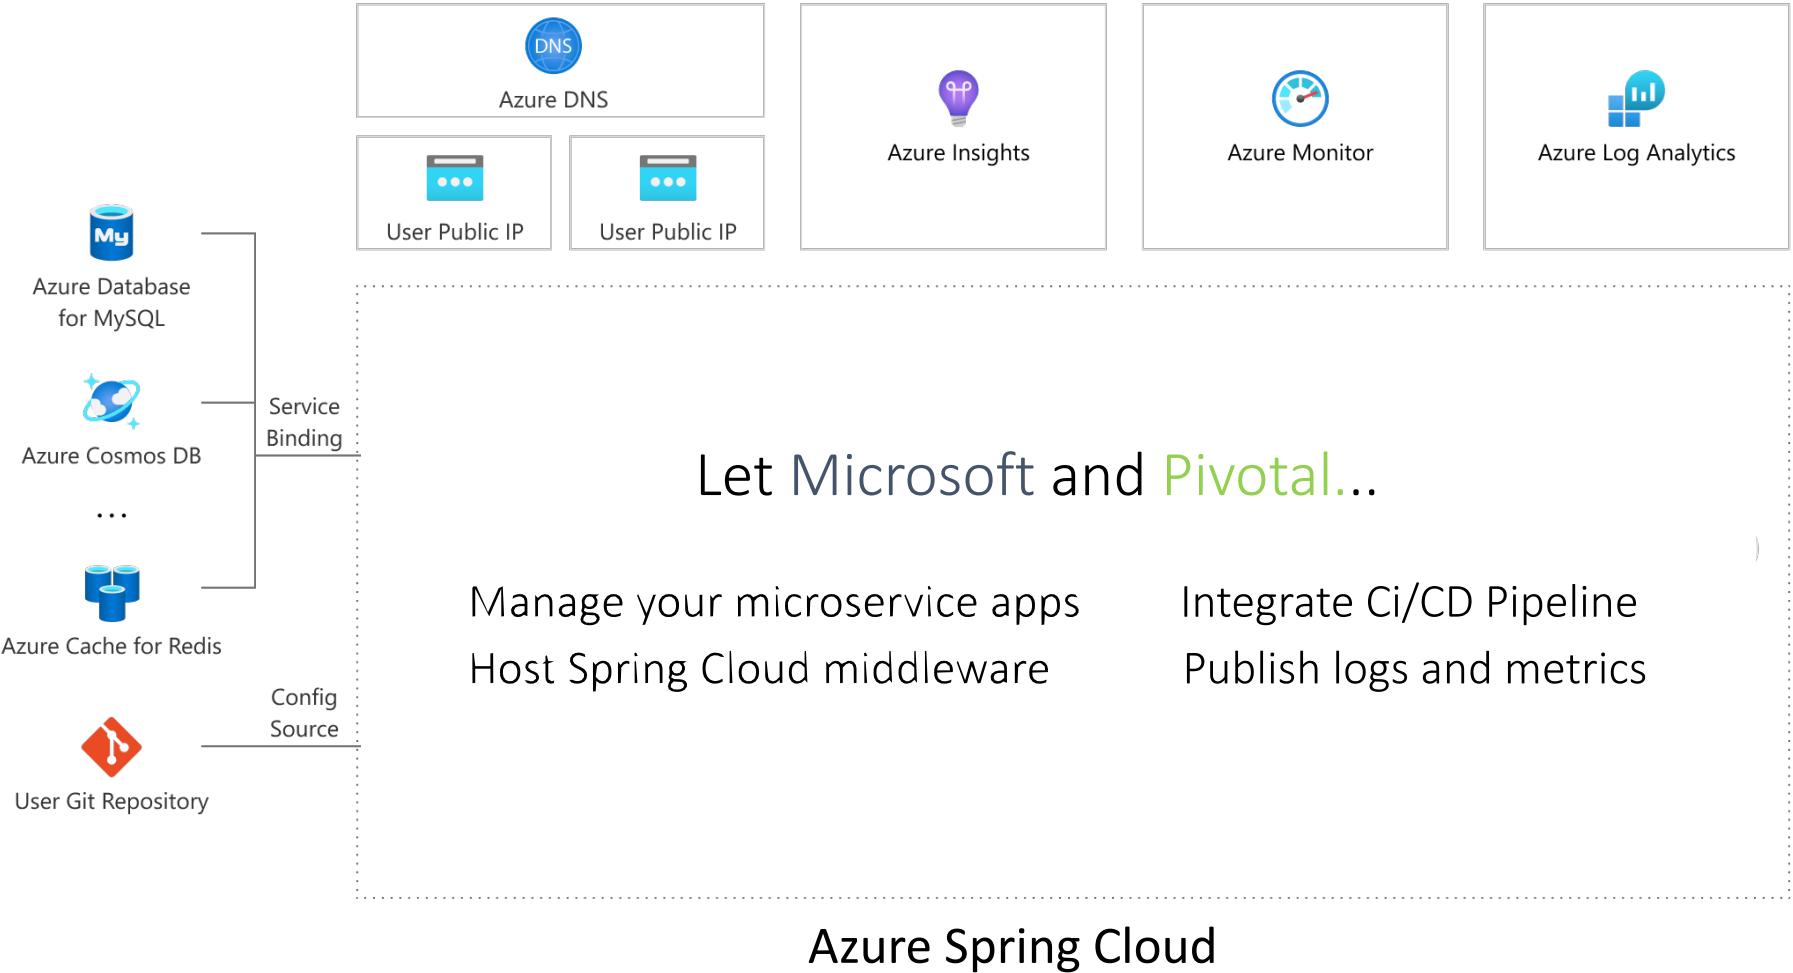 DNS
Azure DNS
User Public IP
User Public IP
Azure Insights
Azure Monitor
Azure Log Analytics
My
Azure Database
for MySQL
Azure Cosmos DB
...
Azure Cache for Redis
User Git Repository
Service
Binding
Config
Source
Let Microsoft and Pivotal...
Manage your microservice apps
Host Spring Cloud middleware
Integrate Ci/CD Pipeline
Publish logs and metrics
Azure Spring Cloud